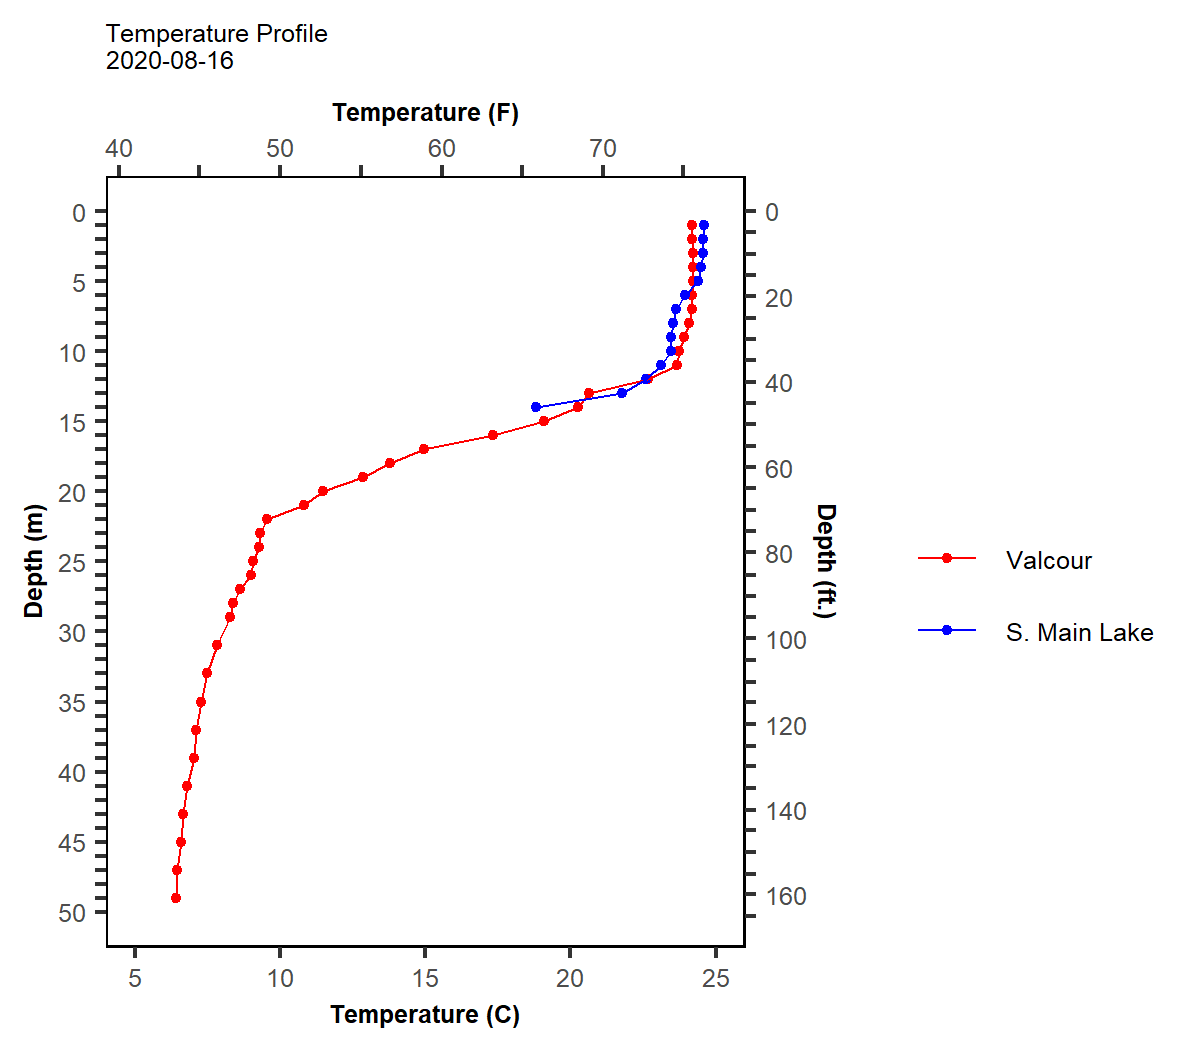 Temperature Profile
2020-08-16
Temperature (F)
40 50 60 70
0 0
5
20
10
40
15
60
20
Depth (m) Depth (ft.)
80
25
Valcour
30
100
S. Main Lake
35
120
40
140
45
160
50
5 10 15 20 25
Temperature (C)